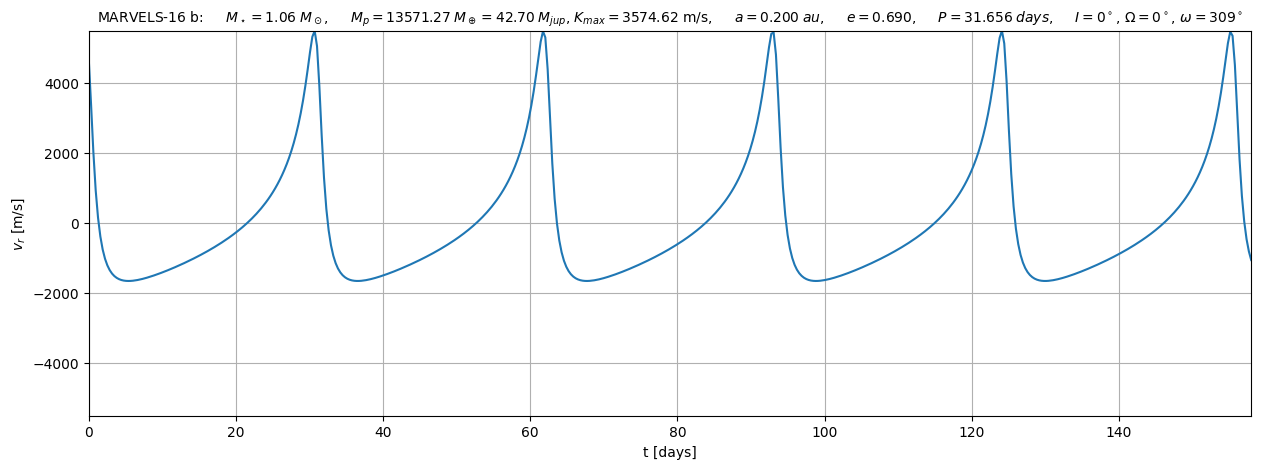 MARVELS-16 b: M⋆ = 1.06 M⊙, Mp = 13571.27 M⊕ = 42.70 Mjup, Kmax = 3574.62 m/s, a = 0.200 au, e = 0.690, P = 31.656 days, I = 0°, Ω = 0°, ω = 309°
4000
2000
0
−2000
−4000
vr [m/s]
0 20 40 60 80 100 120 140
t [days]